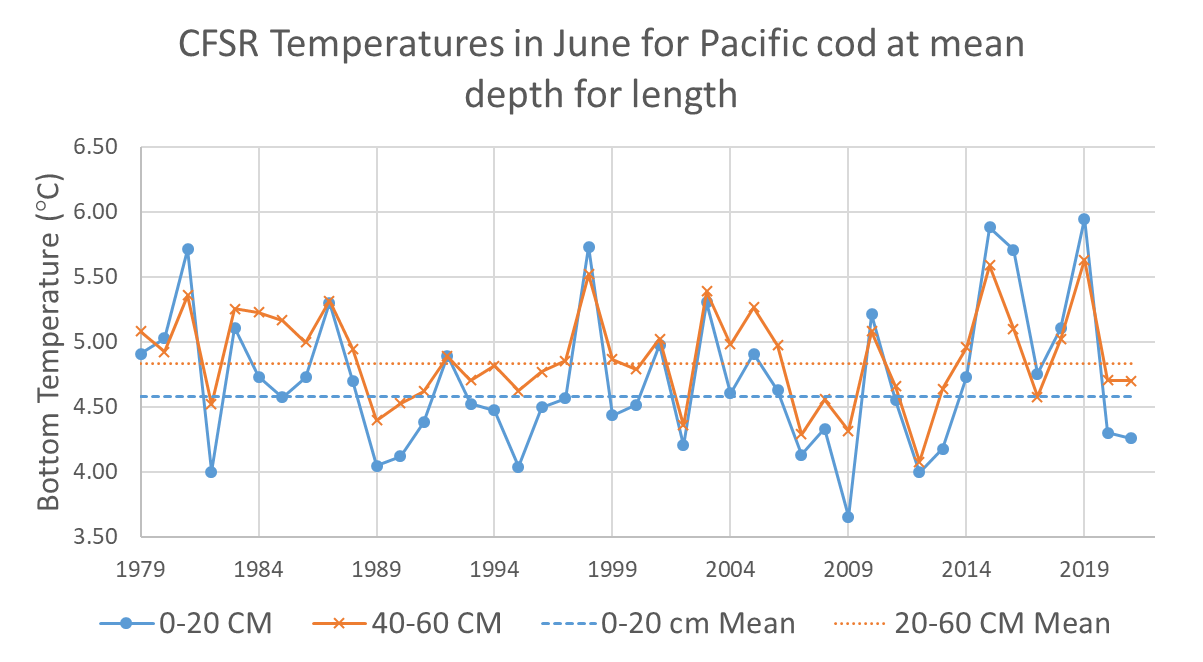 CFSR Temperatures in June for Pacific cod at mean
depth for length
Bottom Temperature (°C)
6.50
6.00
5.50
5.00
4.50
4.00
3.50
1979 1984 1989 1994 1999 2004 2009 2014 2019
0-20 CM 40-60 CM 0-20 cm Mean 20-60 CM Mean